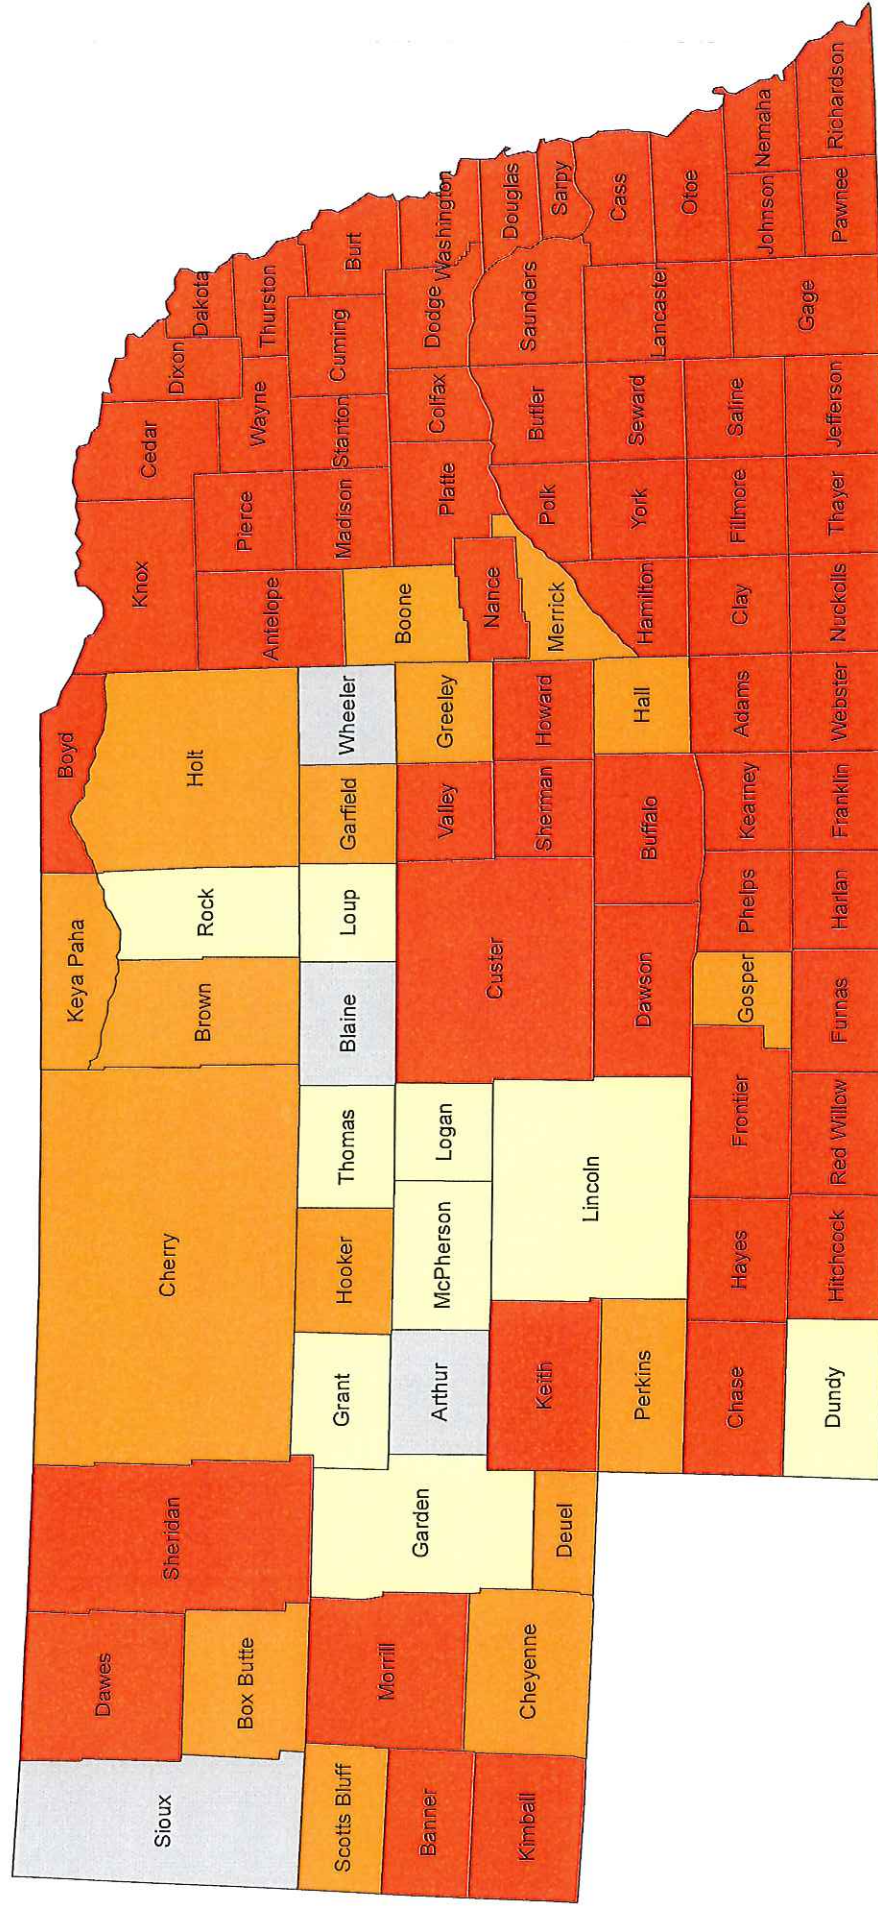 Sioux
Dawes
Box Butte
Sheridan
Scotts Bluff
Banner
Kimball
Morrill
Cheyenne
Garden
Deuel
Cherry
Keya Paha
Brown
Rock
Boyd
Holt
Grant
Hooker
Thomas
Blaine
Loup
Garfield
Wheeler
Arthur
McPherson
Logan
Keith
Lincoln
Perkins
Chase
Hayes
Frontier
Gosper
Dundy
Hitchcock
Red Willow
Furnas
Custer
Valley
Greeley
Sherman
Howard
Dawson
Buffalo
Hall
Phelps
Kearney
Adams
Harlan
Franklin
Webster
Knox
Cedar
Dixon
Dakota
Antelope
Pierce
Wayne
Thurston
Boone
Madison
Stanton
Cuming
Burt
Nance
Platte
Colfax
Dodge
Washington
Merrick
Polk
Butler
Saunders
Douglas
Sarpy
Hamilton
York
Seward
Lancaster
Cass
Otoe
Clay
Fillmore
Saline
Gage
Johnson
Nemaha
Nuckolls
Thayer
Jefferson
Pawnee
Richardson